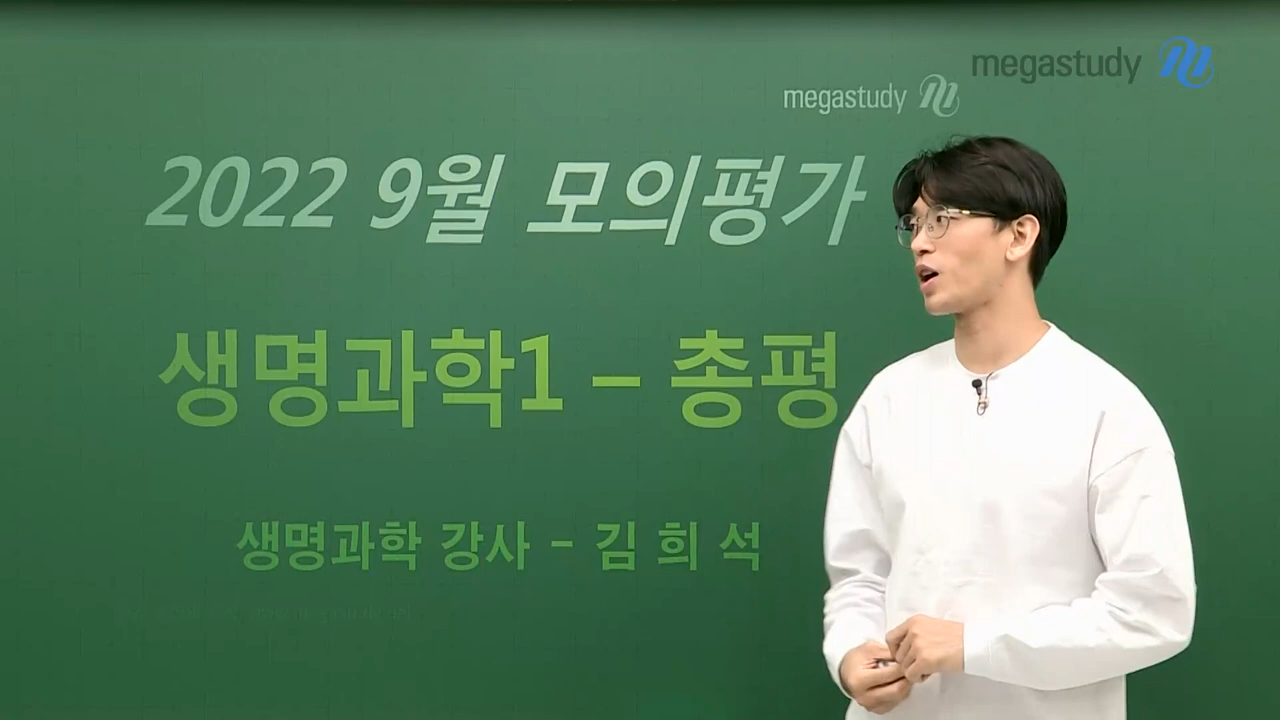 megastudy
megastudy
2022 9월 모의평가
생명과학1 - 총평
생명과학 강사 - 김 희 석